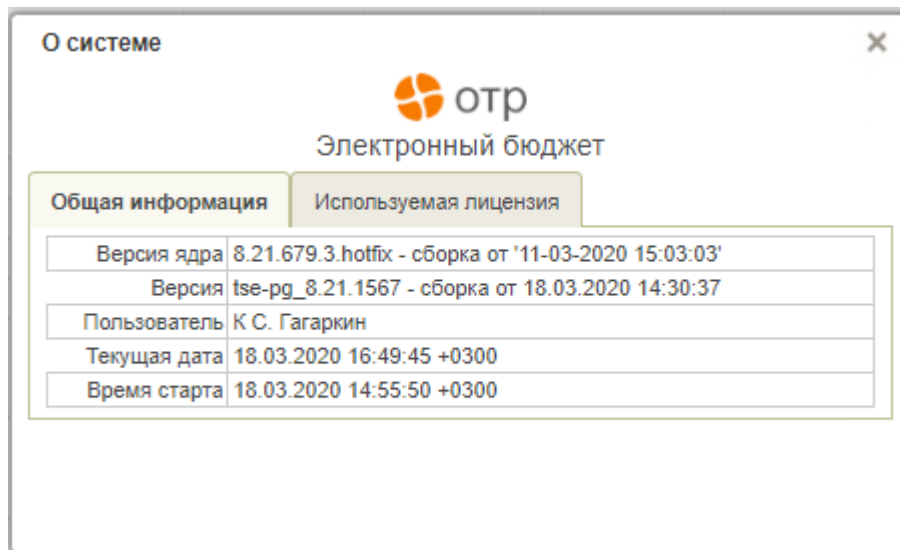 О системе
отр
Электронный бюджет
Общая информация Используемая лицензия
Версия ядра 8.21.679.3.hotfix - сборка от '11-03-2020 15:03:03'
Версия tse-pg_8.21.1567 - сборка от 18.03.2020 14:30:37
Пользователь К С. Гагаркин
Текущая дата 18.03.2020 16:49:45 +0300
Время старта 18.03.2020 14:55:50 +0300